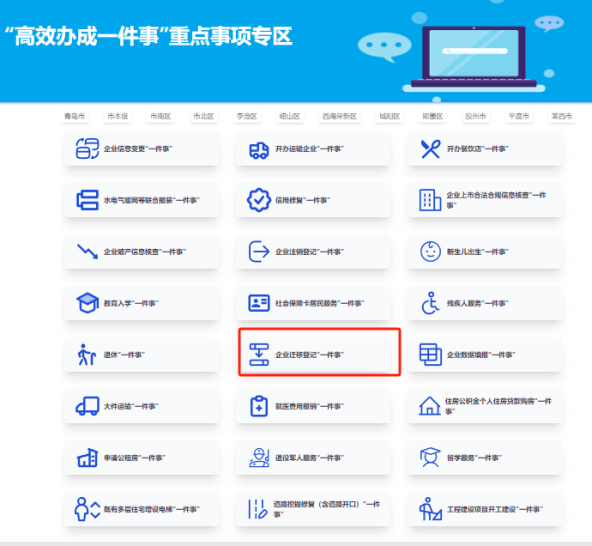 “高效办成一件事”重点事项专区
青岛市 市本级 市南区 市北区 李沧区 崂山区 西海岸新区 城阳区 即墨区 胶州市 平度市 莱西市
企业信息变更“一件事” 开办运输企业“一件事” 开办餐饮店“一件事”
水电气暖网等联合报装“一件事” 信用修复“一件事” 企业上市合法合规信息核查“一件
事”
企业破产信息核查“一件事” 企业注销登记“一件事” 新生儿出生“一件事”
教育入学“一件事” 社会保障卡居民服务“一件事” 残疾人服务“一件事”
退休“一件事” 企业迁移登记“一件事” 企业数据填报“一件事”
大件运输“一件事” 就医费用报销“一件事” 住房公积金个人住房贷款购房“一件
事”
申请公租房“一件事” 退役军人服务“一件事” 留学服务“一件事”
既有多层住宅增设电梯“一件事” 道路挖掘修复（含道路开口）“一件
事” 工程建设项目开工建设“一件事”